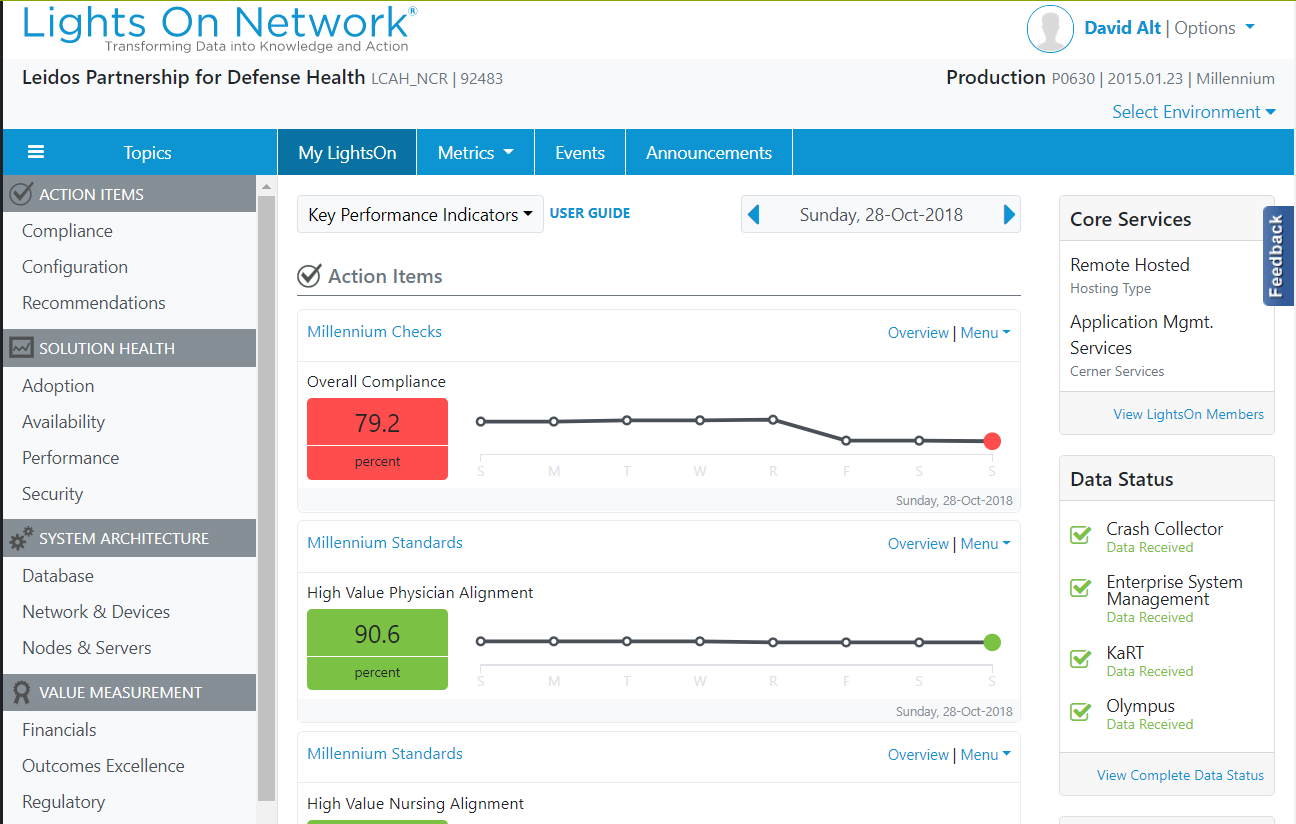 Lights On Network®
Transforming Data into Knowledge and Action
David Alt | Options
Leidos Partnership for Defense Health LCAH_NCR | 92483
Production P0630 | 2015.01.23 | Millennium
Select Environment
Topics
My LightsOn
Metrics
Events
Announcements
ACTION ITEMS
Compliance
Configuration
Recommendations
SOLUTION HEALTH
Adoption
Availability
Performance
Security
SYSTEM ARCHITECTURE
Database
Network & Devices
Nodes & Servers
VALUE MEASUREMENT
Financials
Outcomes Excellence
Regulatory
Key Performance Indicators
USER GUIDE
Sunday, 28-Oct-2018
Action Items
Millennium Checks
Overview | Menu
Overall Compliance
79.2
percent
S M T W R F S S
Sunday, 28-Oct-2018
Millennium Standards
Overview | Menu
High Value Physician Alignment
90.6
percent
S M T W R F S S
Sunday, 28-Oct-2018
Millennium Standards
Overview | Menu
High Value Nursing Alignment
Core Services
Remote Hosted
Hosting Type
Application Mgmt.
Services
Cerner Services
View LightsOn Members
Feedback
Data Status
Crash Collector
Data Received
Enterprise System
Management
Data Received
KaRT
Data Received
Olympus
Data Received
View Complete Data Status